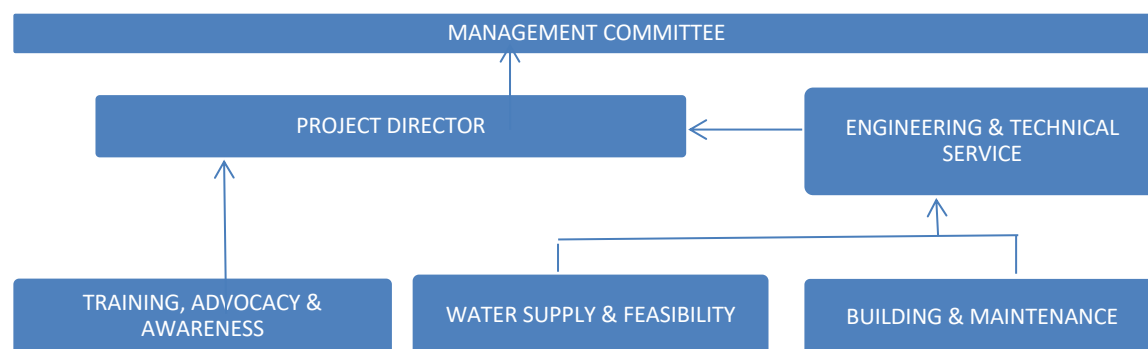 MANAGEMENT COMMITTEE
PROJECT DIRECTOR
ENGINEERING & TECHNICAL
SERVICE
TRAINING, ADVOCACY &
AWARENESS
WATER SUPPLY & FEASIBILITY
BUILDING & MAINTENANCE